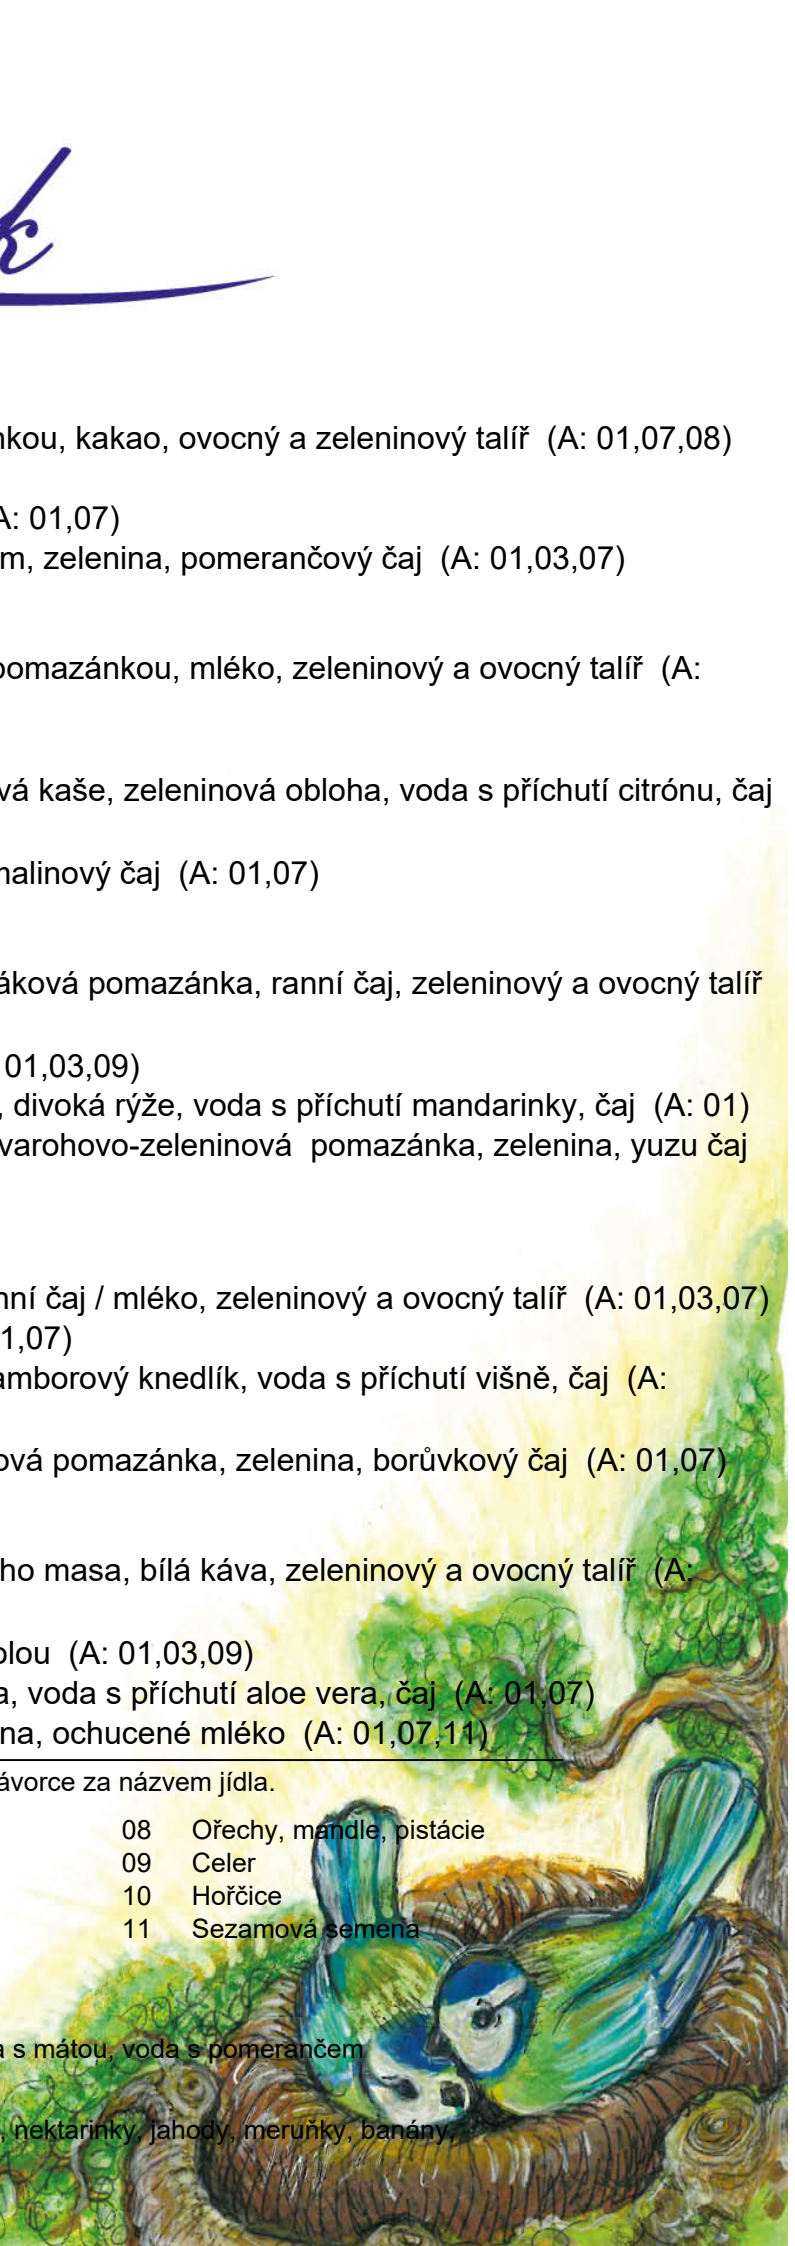 k
nkou, kakao, ovocný a zeleninový talíř (A: 01,07,08)
A: 01,07)
m, zelenina, pomerančový čaj (A: 01,03,07)
pomazánkou, mléko, zeleninový a ovocný talíř (A:
vá kaše, zeleninová obloha, voda s příchutí citrónu, čaj
malinový čaj (A: 01,07)
áková pomazánka, ranní čaj, zeleninový a ovocný talíř
01,03,09)
, divoká rýže, voda s příchutí mandarinky, čaj (A: 01)
varohovo-zeleninová pomazánka, zelenina, yuzu čaj
nní čaj / mléko, zeleninový a ovocný talíř (A: 01,03,07)
1,07)
amborový knedlík, voda s příchutí višně, čaj (A:
ová pomazánka, zelenina, borůvkový čaj (A: 01,07)
ho masa, bílá káva, zeleninový a ovocný talíř (A:
blou (A: 01,03,09)
a, voda s příchutí aloe vera, čaj (A: 01,07)
na, ochucené mléko (A: 01,07,11)
ávorce za názvem jídla.
08 Ořechy, mandle, pistácie
09 Celer
10 Hořčice
11 Sezamová semena
a s mátou, voda s pomerančem
, nektarinky, jahody, meruňky, banány,